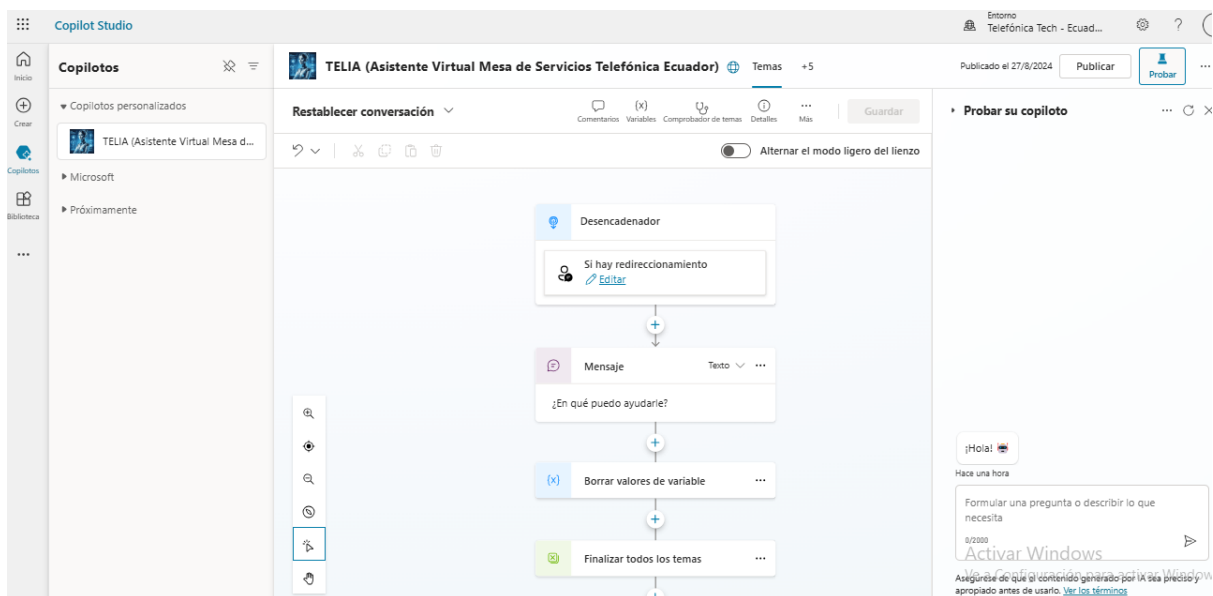 Copilot Studio
Entorno
Telefónica Tech - Ecuad...
Inicio
Crear
Copilotos
Biblioteca
Copilotos
Copilotos personalizados
TELIA (Asistente Virtual Mesa d...
Microsoft
Próximamente
TELIA (Asistente Virtual Mesa de Servicios Telefónica Ecuador)
Temas
+5
Publicado el 27/8/2024
Publicar
Probar
Restablecer conversación
Comentarios
Variables
Comprobador de temas
Detalles
Más
Guardar
Alternar el modo ligero del lienzo
Desencadenador
Si hay redireccionamiento
Editar
Mensaje
Texto
¿En qué puedo ayudarle?
Borrar valores de variable
Finalizar todos los temas
Probar su copiloto
¡Hola!
Hace una hora
Formular una pregunta o describir lo que
necesita
0/2000
Activar Windows
Ve a Configuración para activar Window
Asegúrese de que el contenido generado por IA sea preciso y
apropiado antes de usarlo. Ver los términos